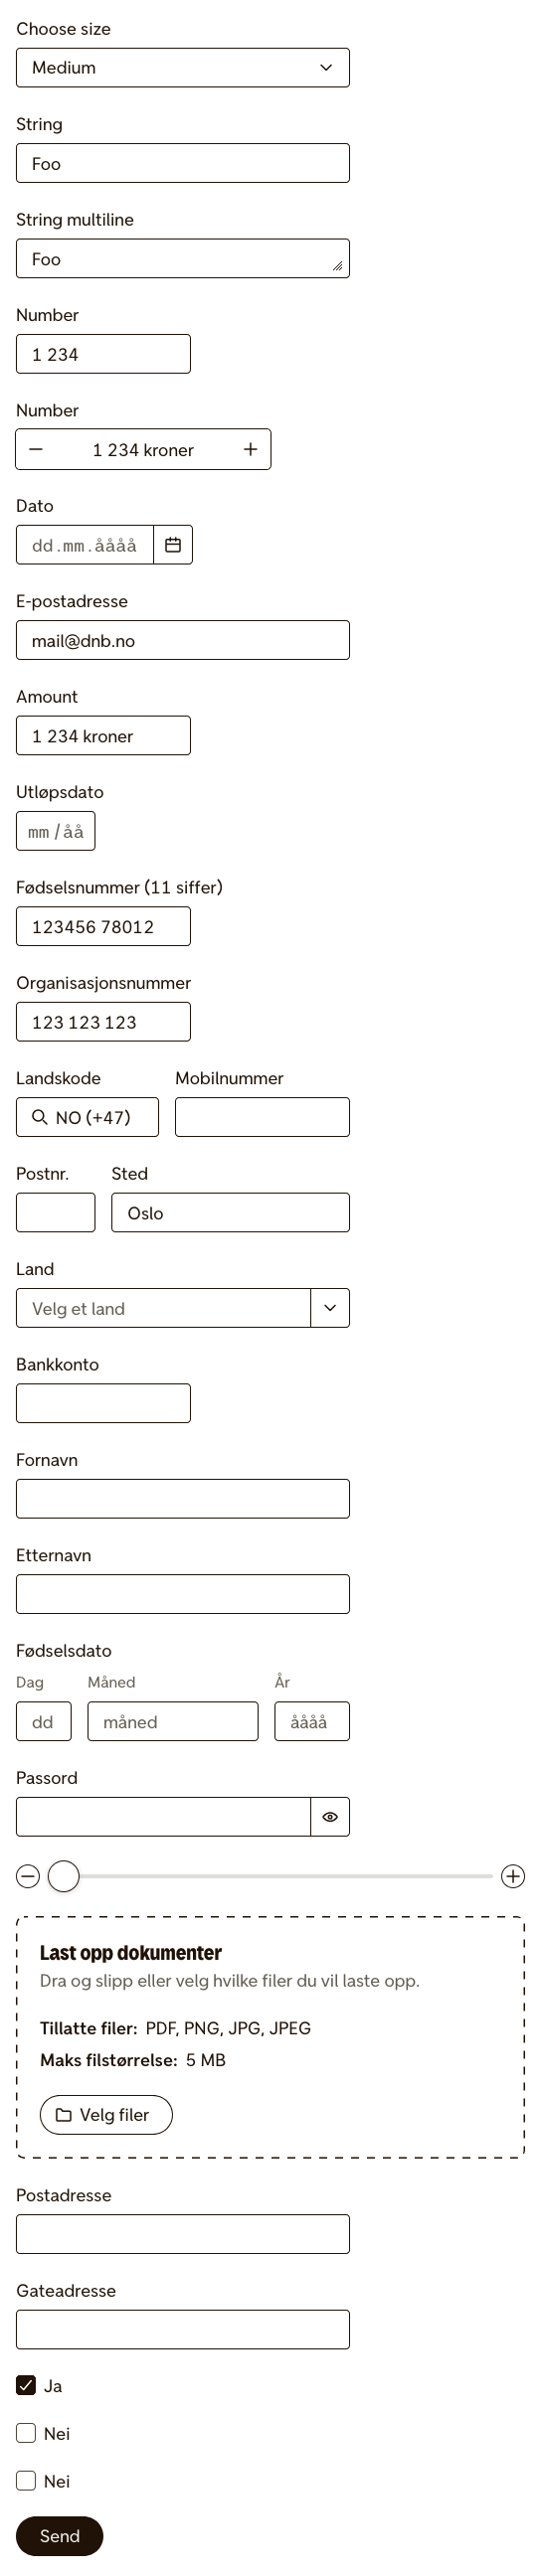 Choose size
Medium
String
Foo
String multiline
Foo
Number
1 234
Number
1 234 kroner
Dato
dd.mm.åååå
E-postadresse
mail@dnb.no
Amount
1 234 kroner
Utløpsdato
mm/åå
Fødselsnummer (11 siffer)
123456 78012
Organisasjonsnummer
123 123 123
Landskode Mobilnummer
NO (+47)
Postnr. Sted
Oslo
Land
Velg et land
Bankkonto
Fornavn
Etternavn
Fødselsdato
Dag Måned År
dd måned åååå
Passord
Last opp dokumenter
Dra og slipp eller velg hvilke filer du vil laste opp.
Tillatte filer: PDF, PNG, JPG, JPEG
Maks filstørrelse: 5 MB
Velg filer
Postadresse
Gateadresse
Ja
Nei
Nei
Send